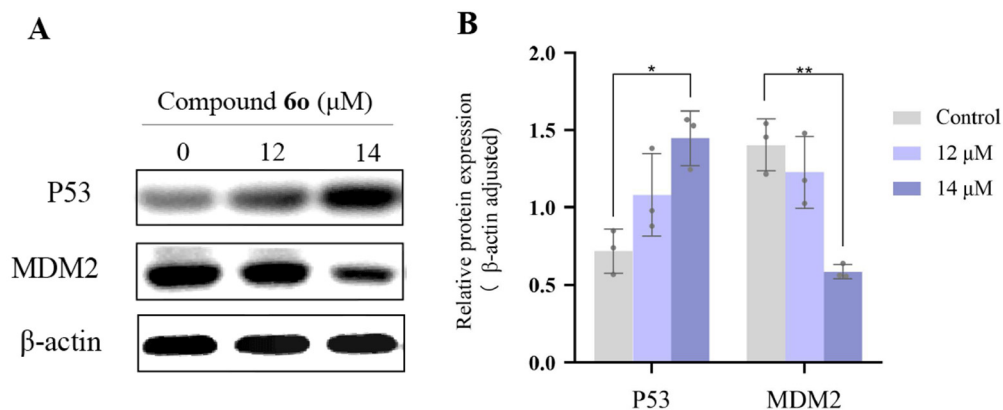 A
Compound 6o (μM)
0 12 14
P53
MDM2
β-actin
B
Relative protein expression
( β-actin adjusted)
2.0
1.5
1.0
0.5
0.0
*
**
P53 MDM2
Control
12 μM
14 μM